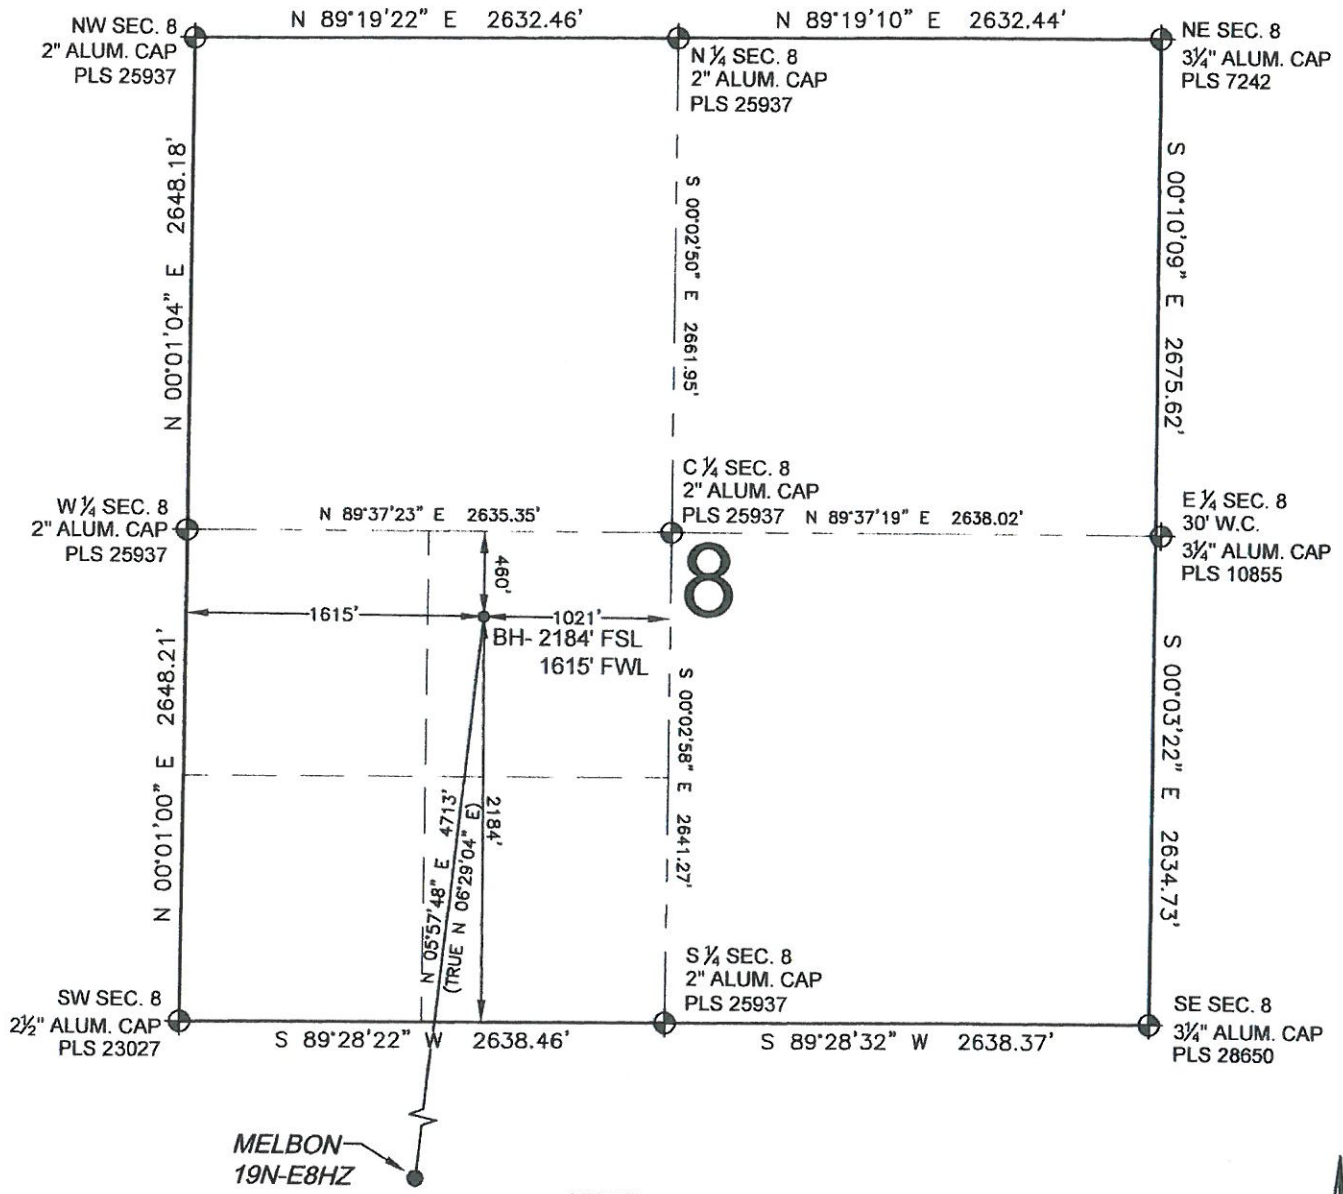 N 89°19'22" E 2632.46'
N 89°19'10" E 2632.44'
NW SEC. 8
2" ALUM. CAP
PLS 25937
N ¼ SEC. 8
2" ALUM. CAP
PLS 25937
NE SEC. 8
3¼" ALUM. CAP
PLS 7242
N 00°01'04" E 2648.18'
S 00°02'50" E 2661.95'
S 00°10'09" E 2675.62'
W ¼ SEC. 8
2" ALUM. CAP
PLS 25937
N 89°37'23" E 2635.35'
C ¼ SEC. 8
2" ALUM. CAP
PLS 25937 N 89°37'19" E 2638.02'
E ¼ SEC. 8
30' W.C.
3¼" ALUM. CAP
PLS 10855
8
460'
1615'
1021'
BH- 2184' FSL
1615' FWL
N 00°01'00" E 2648.21'
N 05°57'48" E 4713'
(TRUE N 06°29'04" E)
2184'
S 00°02'58" E 2641.27'
S 00°03'22" E 2634.73'
SW SEC. 8
2½" ALUM. CAP
PLS 23027
S ¼ SEC. 8
2" ALUM. CAP
PLS 25937
SE SEC. 8
3¼" ALUM. CAP
PLS 28650
S 89°28'22" W 2638.46'
S 89°28'32" W 2638.37'
MELBON
19N-E8HZ